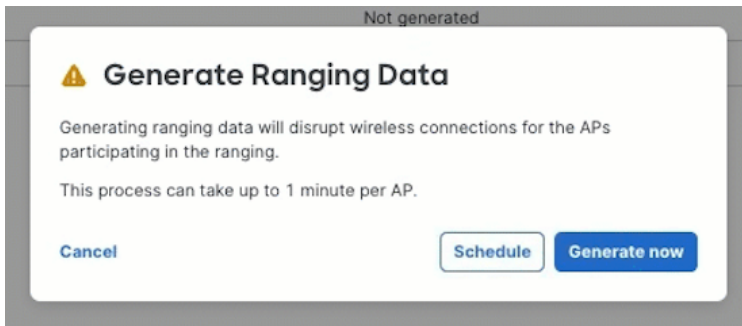 Not generated
Generate Ranging Data
Generating ranging data will disrupt wireless connections for the APs
participating in the ranging.
This process can take up to 1 minute per AP.
Cancel
Schedule
Generate now